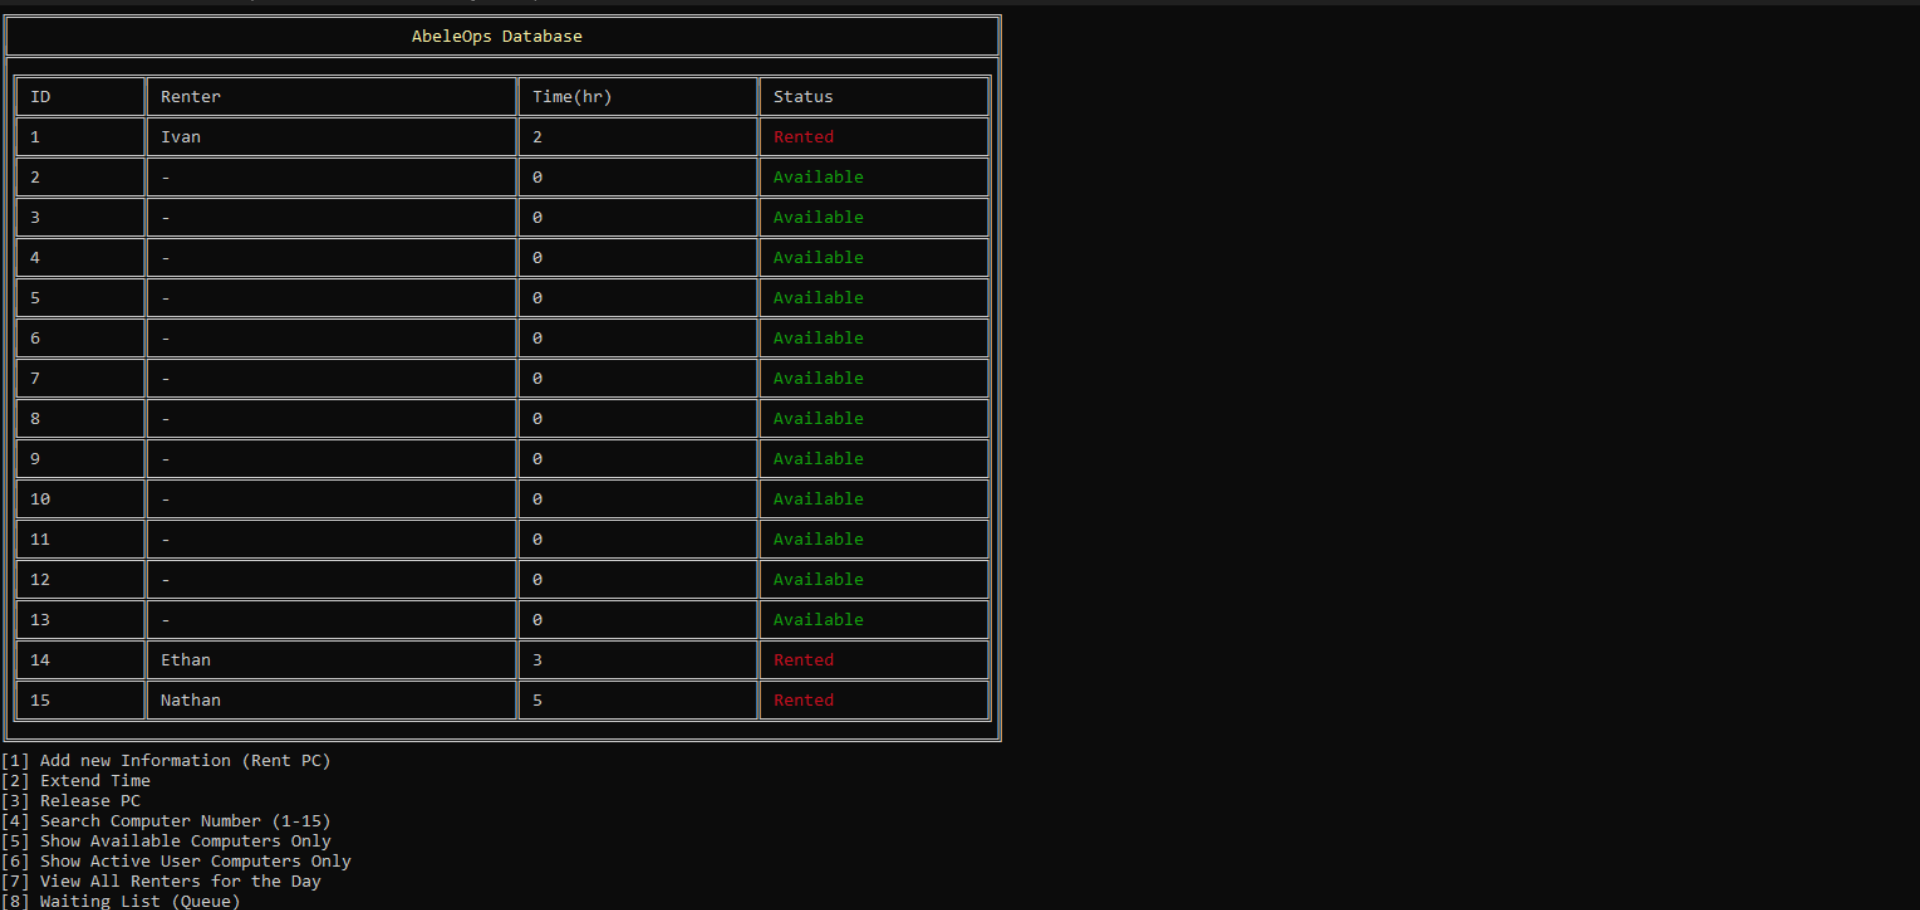 AbeleOps Database
ID Renter Time(hr) Status
1 Ivan 2 Rented
2 - 0 Available
3 - 0 Available
4 - 0 Available
5 - 0 Available
6 - 0 Available
7 - 0 Available
8 - 0 Available
9 - 0 Available
10 - 0 Available
11 - 0 Available
12 - 0 Available
13 - 0 Available
14 Ethan 3 Rented
15 Nathan 5 Rented
[1] Add new Information (Rent PC)
[2] Extend Time
[3] Release PC
[4] Search Computer Number (1-15)
[5] Show Available Computers Only
[6] Show Active User Computers Only
[7] View All Renters for the Day
[8] Waiting List (Queue)